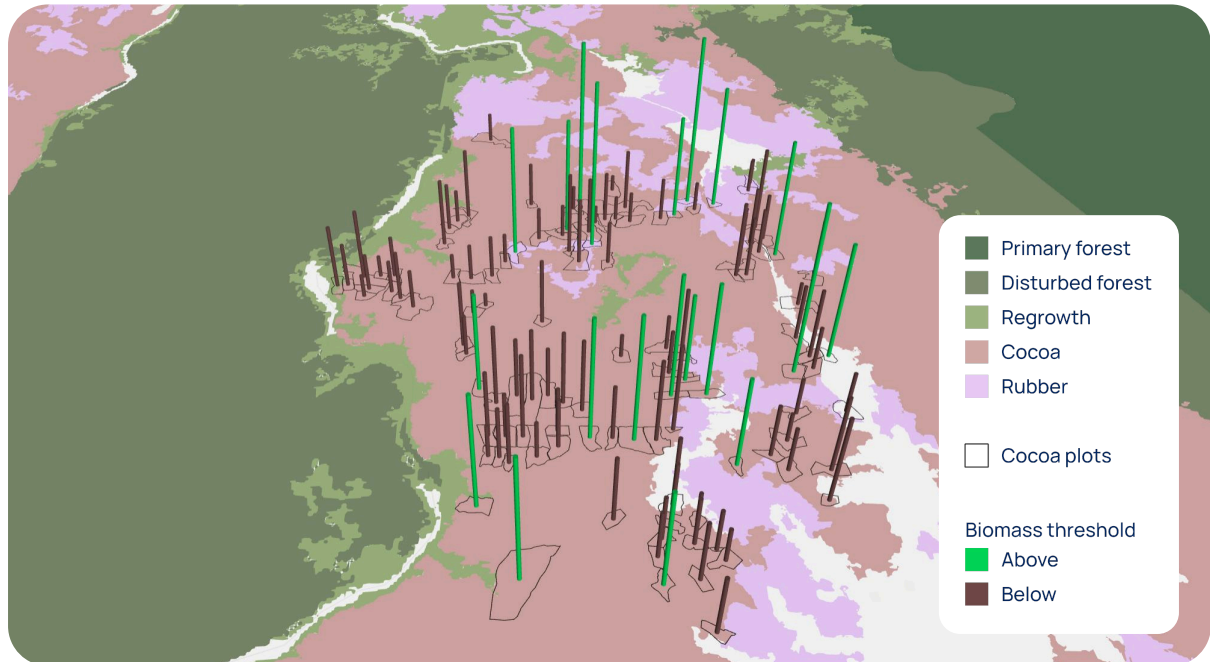 Primary forest
Disturbed forest
Regrowth
Cocoa
Rubber
Cocoa plots
Biomass threshold
Above
Below